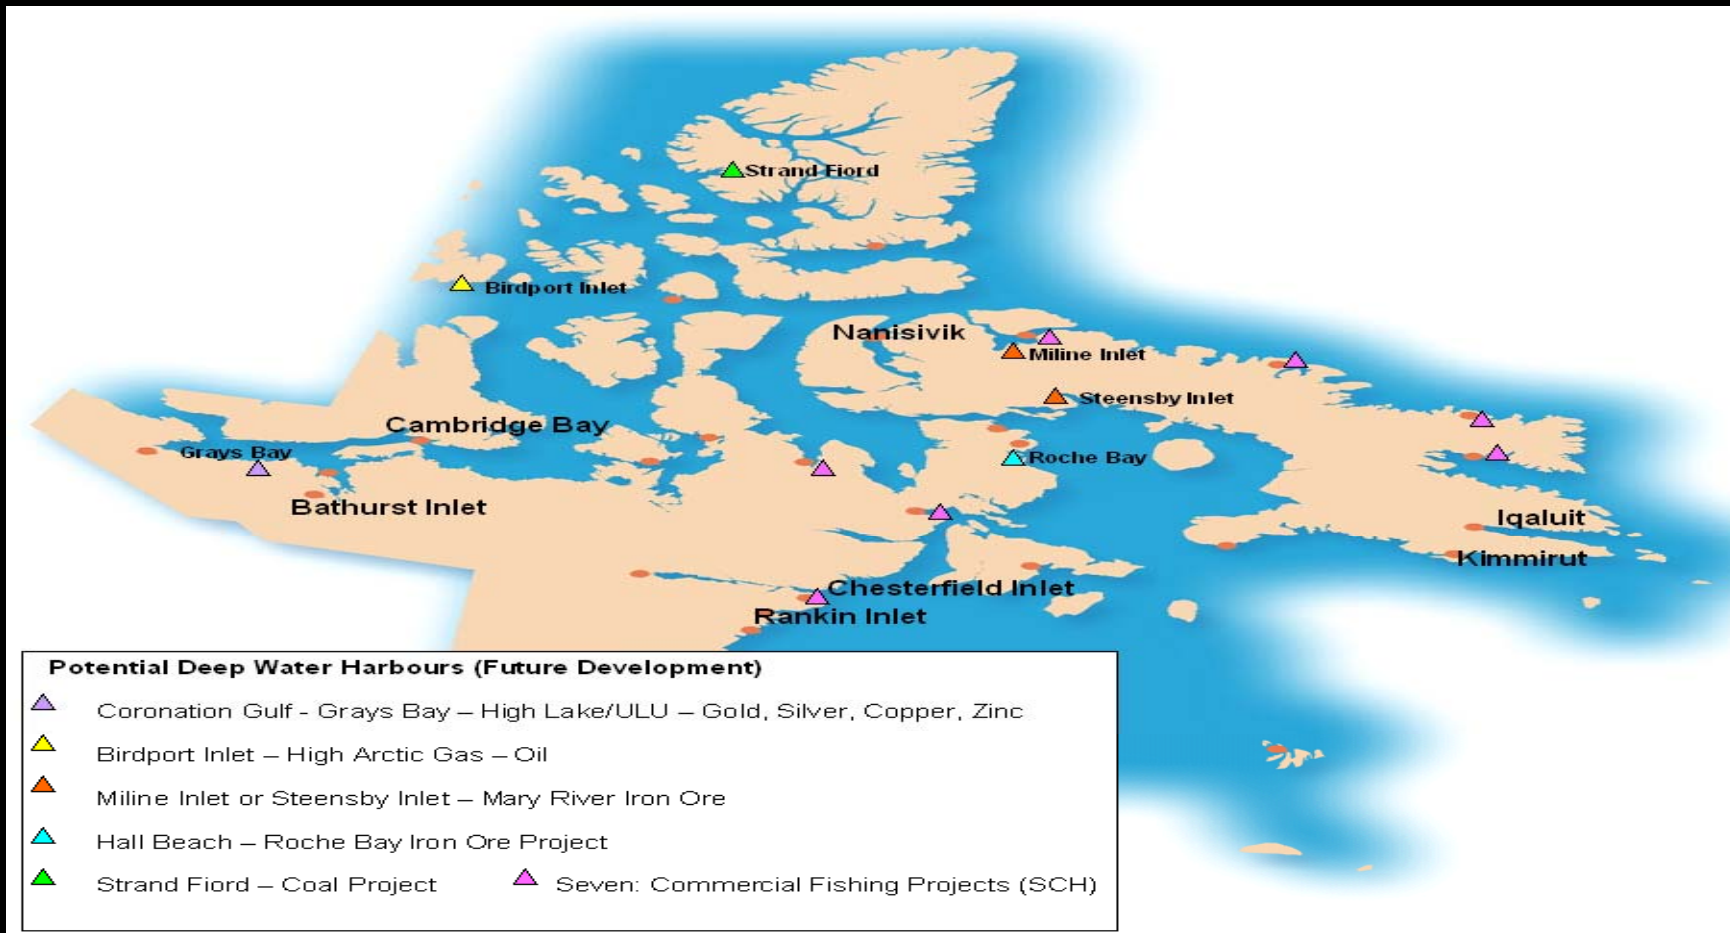 Strand Fiord
Birdport Inlet
Nanisivik
Miline Inlet
Steensby Inlet
Cambridge Bay
Grays Bay
Roche Bay
Bathurst Inlet
Iqaluit
Kimmirut
Chesterfield Inlet
Rankin Inlet
Potential Deep Water Harbours (Future Development)
Coronation Gulf - Grays Bay – High Lake/ULU – Gold, Silver, Copper, Zinc
Birdport Inlet – High Arctic Gas – Oil
Miline Inlet or Steensby Inlet – Mary River Iron Ore
Hall Beach – Roche Bay Iron Ore Project
Strand Fiord – Coal Project Seven: Commercial Fishing Projects (SCH)